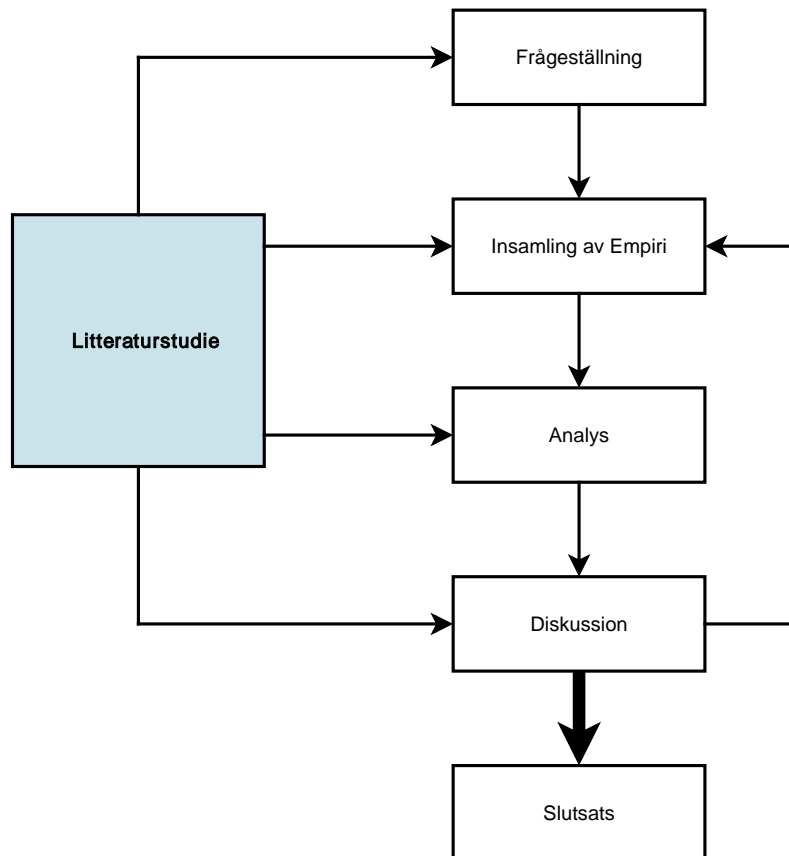 Frågeställning
Insamling av Empiri
Litteraturstudie
Analys
Diskussion
Slutsats